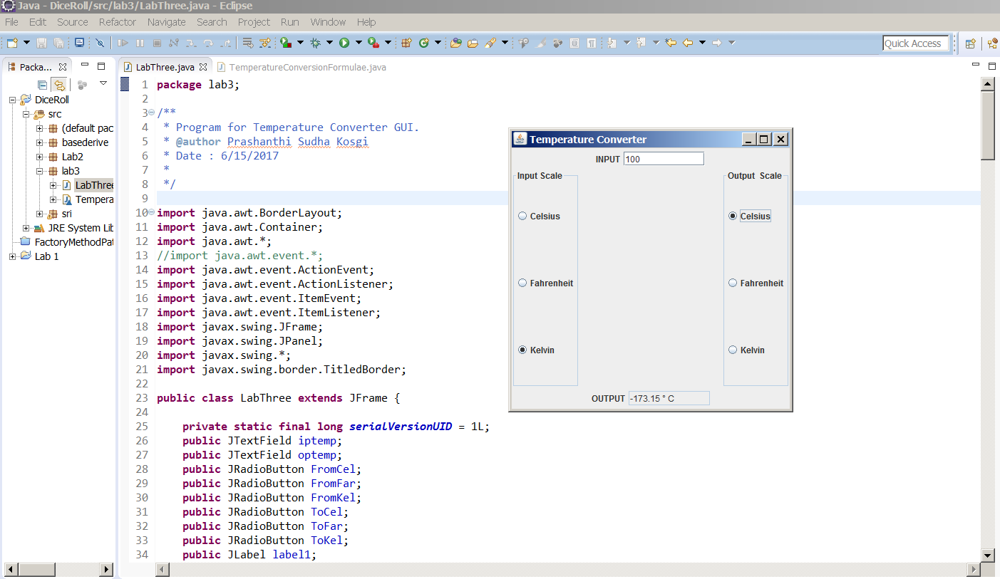 Java - DiceRoll/src/lab3/LabThree.java - Eclipse
File Edit Source Refactor Navigate Search Project Run Window Help
Quick Access
Packa...
DiceRoll
src
(default pac
basederive
Lab2
lab3
LabThree
Tempera
sri
JRE System Lib
FactoryMethodPat
Lab 1
LabThree.java TemperatureConversionFormulae.java
1 package lab3;
2
3 /**
4 * Program for Temperature Converter GUI.
5 * @author Prashanthi Sudha Kosgi
6 * Date : 6/15/2017
7 *
8 */
9
10 import java.awt.BorderLayout;
11 import java.awt.Container;
12 import java.awt.*;
13 //import java.awt.event.*;
14 import java.awt.event.ActionEvent;
15 import java.awt.event.ActionListener;
16 import java.awt.event.ItemEvent;
17 import java.awt.event.ItemListener;
18 import javax.swing.JFrame;
19 import javax.swing.JPanel;
20 import javax.swing.*;
21 import javax.swing.border.TitledBorder;
22
23 public class LabThree extends JFrame {
24
25 private static final long serialVersionUID = 1L;
26 public JTextField iptemp;
27 public JTextField optemp;
28 public JRadioButton FromCel;
29 public JRadioButton FromFar;
30 public JRadioButton FromKel;
31 public JRadioButton ToCel;
32 public JRadioButton ToFar;
33 public JRadioButton ToKel;
34 public JLabel label1;
Temperature Converter
INPUT 100
Input Scale Output Scale
Celsius Celsius
Fahrenheit Fahrenheit
Kelvin Kelvin
OUTPUT -173.15 ° C